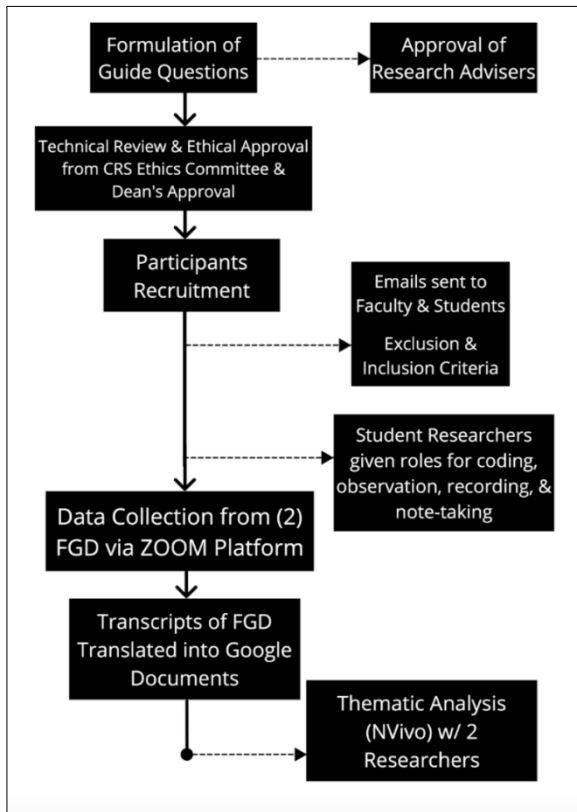 Formulation of
Guide Questions
Approval of
Research Advisers
Technical Review & Ethical Approval
from CRS Ethics Committee &
Dean's Approval
Participants
Recruitment
Emails sent to
Faculty & Students
Exclusion &
Inclusion Criteria
Student Researchers
given roles for coding,
observation, recording, &
note-taking
Data Collection from (2)
FGD via ZOOM Platform
Transcripts of FGD
Translated into Google
Documents
Thematic Analysis
(NVivo) w/ 2
Researchers